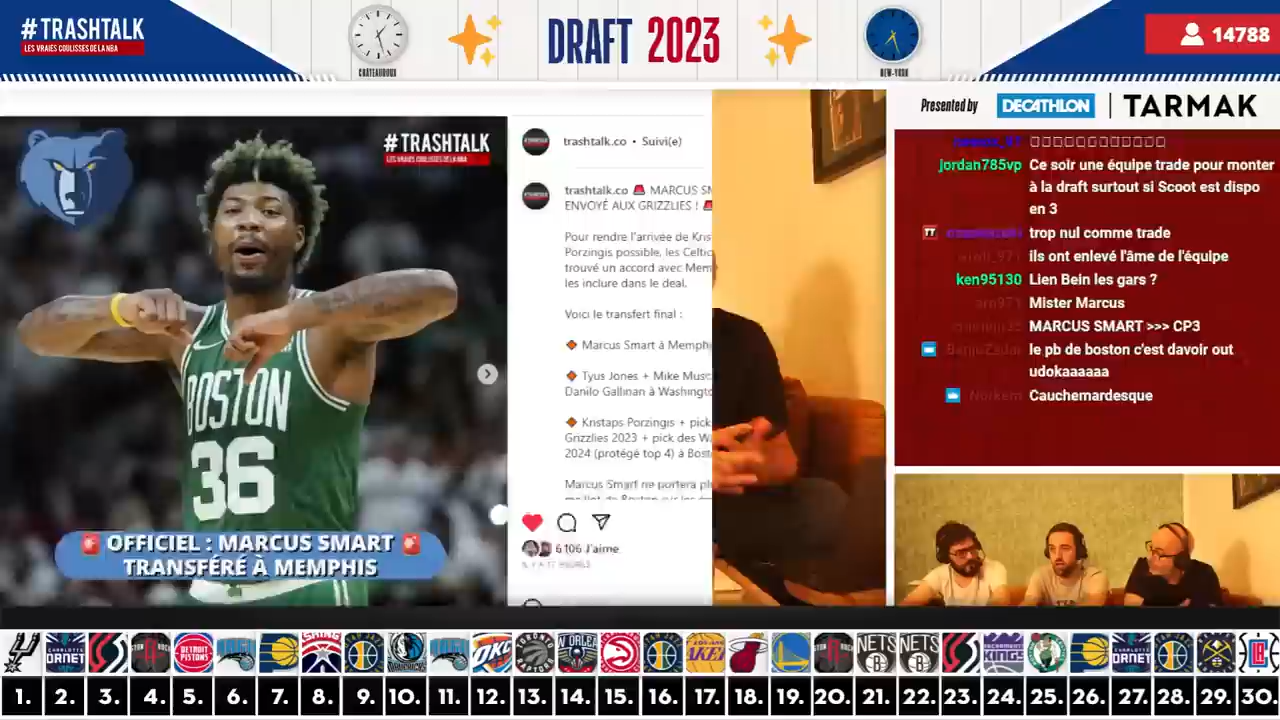 #TRASHTALK
LES VRAIES COULISSES DE LA NBA
CHÂTEAUROUX
DRAFT 2023
NEW-YORK
14788
Presented by DECATHLON | TARMAK
#TRASHTALK
LES VRAIES COULISSES DE LA NBA
BOSTON
36
OFFICIEL : MARCUS SMART
TRANSFÉRÉ À MEMPHIS
trashtalk.co • Suivi(e)
trashtalk.co 🚨 MARCUS SM
ENVOYÉ AUX GRIZZLIES ! 🚨
Pour rendre l'arrivée de Kris
Porzingis possible, les Celtic
trouvé un accord avec Mem
les inclure dans le deal.
Voici le transfert final :
🔸 Marcus Smart à Memphi
🔸 Tyus Jones + Mike Musc
Danilo Gallinari à Washingto
🔸 Kristaps Porzingis + pick
Grizzlies 2023 + pick des Wa
2024 (protégé top 4) à Bost
Marcus Smart ne portera pl
6 106 J'aime
jordan785vp Ce soir une équipe trade pour monter
à la draft surtout si Scoot est dispo
en 3
trop nul comme trade
ils ont enlevé l'âme de l'équipe
ken95130 Lien Bein les gars ?
Mister Marcus
MARCUS SMART >>> CP3
le pb de boston c'est davoir out
udokaaaaaa
Norkem Cauchemardesque
1. 2. 3. 4. 5. 6. 7. 8. 9. 10. 11. 12. 13. 14. 15. 16. 17. 18. 19. 20. 21. 22. 23. 24. 25. 26. 27. 28. 29. 30.